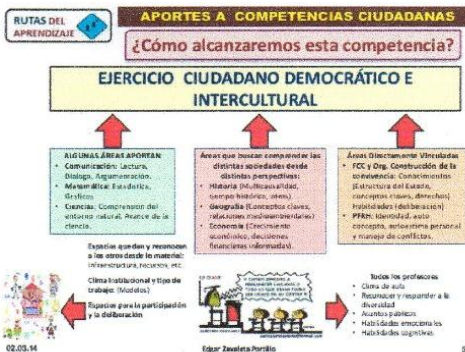 RUTAS DEL
APRENDIZAJE
APORTES A COMPETENCIAS CIUDADANAS
¿Cómo alcanzaremos esta competencia?
EJERCICIO CIUDADANO DEMOCRÁTICO E
INTERCULTURAL
ALGUNAS ÁREAS APORTAN
• Comunicación: Lectura,
Dialogo, Argumentación.
• Matemática: Estadística,
Gráficos
• Ciencias: Comprensión del
entorno natural. Avance de la
ciencia.
Áreas que buscan comprender las
distintas sociedades desde
distintas perspectivas:
• Historia (Multicausalidad,
tiempo histórico, otros)
• Geografía (Conceptos claves,
relaciones medioambientales)
• Economía (Crecimiento
económico, decisiones
financieras informadas).
Áreas Directamente Vinculadas
• FCC y Org. Construcción de la
convivencia: Conocimientos
(Estructura del Estado,
conceptos claves, derechos)
Habilidades (deliberación)
• PFRH: Identidad, auto
concepto, autoestima personal
y manejo de conflictos.
Espacios que den y reconocen
a los otros desde lo material:
infraestructura, recursos, etc.
Clima Institucional y tipo de
trabajo: (Modelos)
Espacios para la participación
y la deliberación
Todos los profesores
• Clima de aula
• Reconocer y responder a la
diversidad
• Asuntos públicos
• Habilidades emocionales
• Habilidades cognitivas
02.03.14
Edgar Zavaleta Portillo